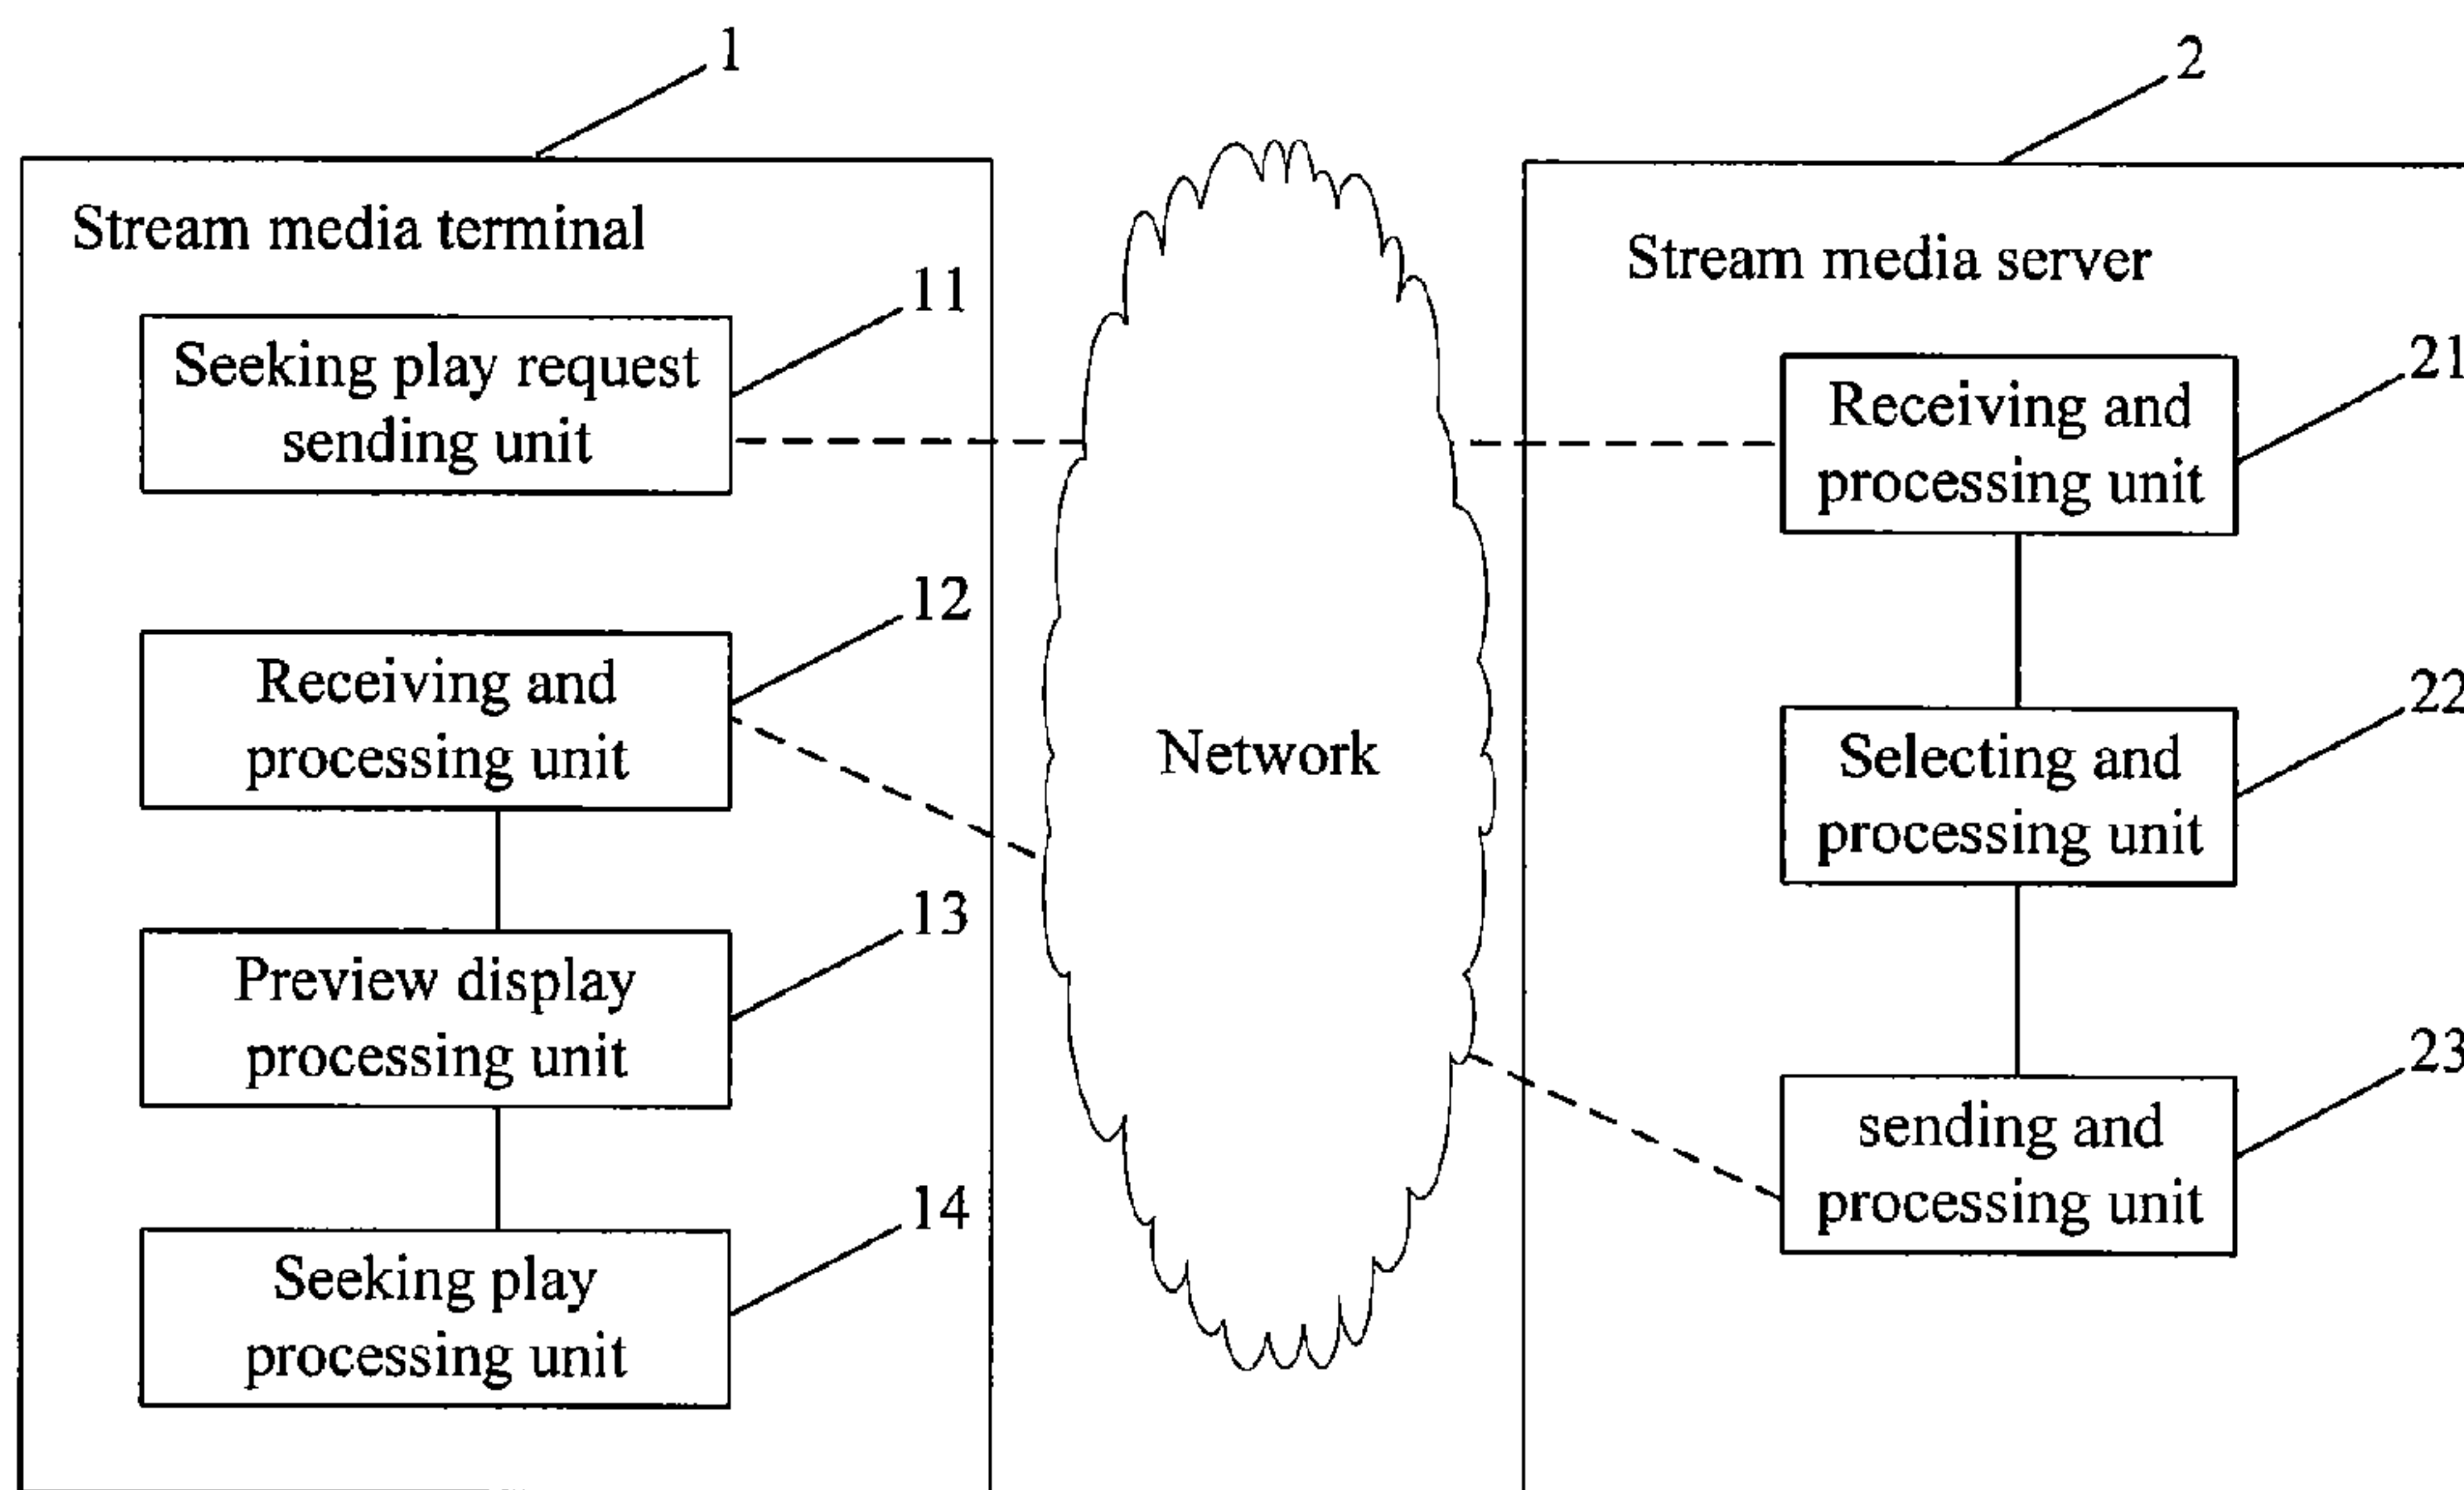 1
2
Stream media terminal
Stream media server
11
Seeking play request
sending unit
21
Receiving and
processing unit
12
Receiving and
processing unit
Network
22
Selecting and
processing unit
13
Preview display
processing unit
23
sending and
processing unit
14
Seeking play
processing unit